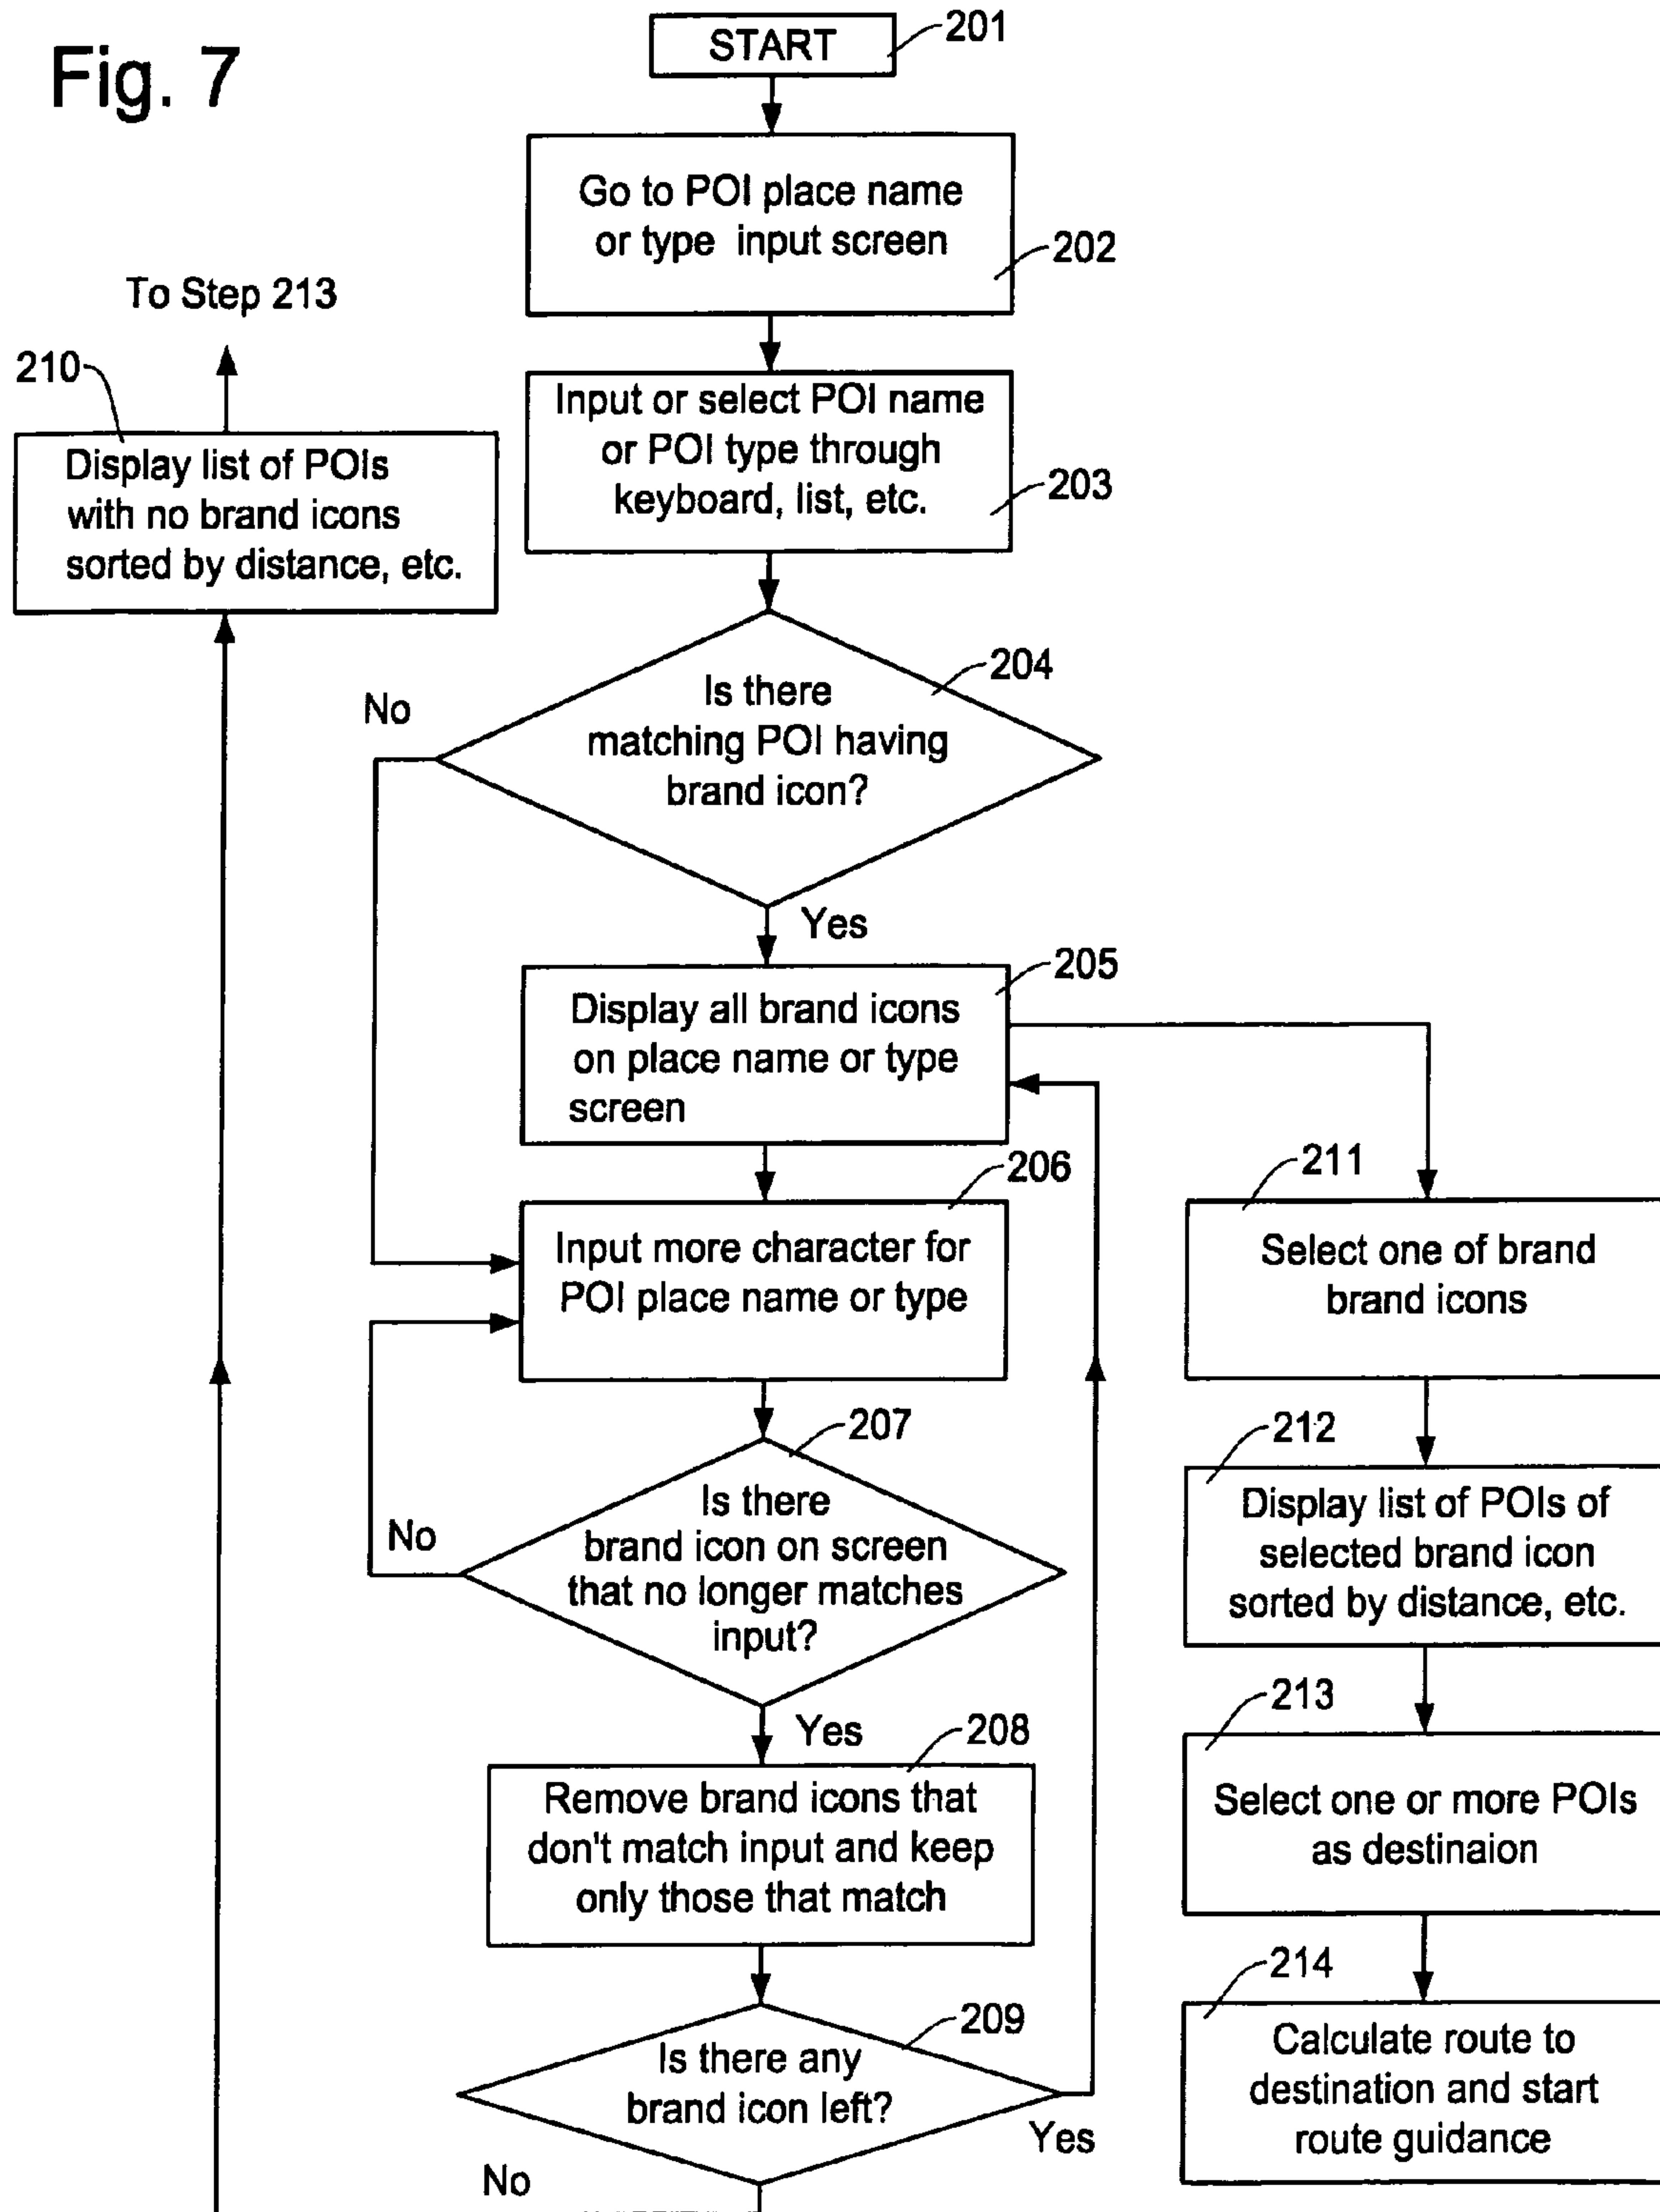 Fig. 7
START
201
Go to POI place name
or type input screen
202
To Step 213
210
Display list of POIs
with no brand icons
sorted by distance, etc.
Input or select POI name
or POI type through
keyboard, list, etc.
203
204
Is there
matching POI having
brand icon?
No
Yes
205
Display all brand icons
on place name or type
screen
206
Input more character for
POI place name or type
207
Is there
brand icon on screen
that no longer matches
input?
No
Yes
208
Remove brand icons that
don't match input and keep
only those that match
209
Is there any
brand icon left?
Yes
No
211
Select one of brand
brand icons
212
Display list of POIs of
selected brand icon
sorted by distance, etc.
213
Select one or more POIs
as destinaion
214
Calculate route to
destination and start
route guidance